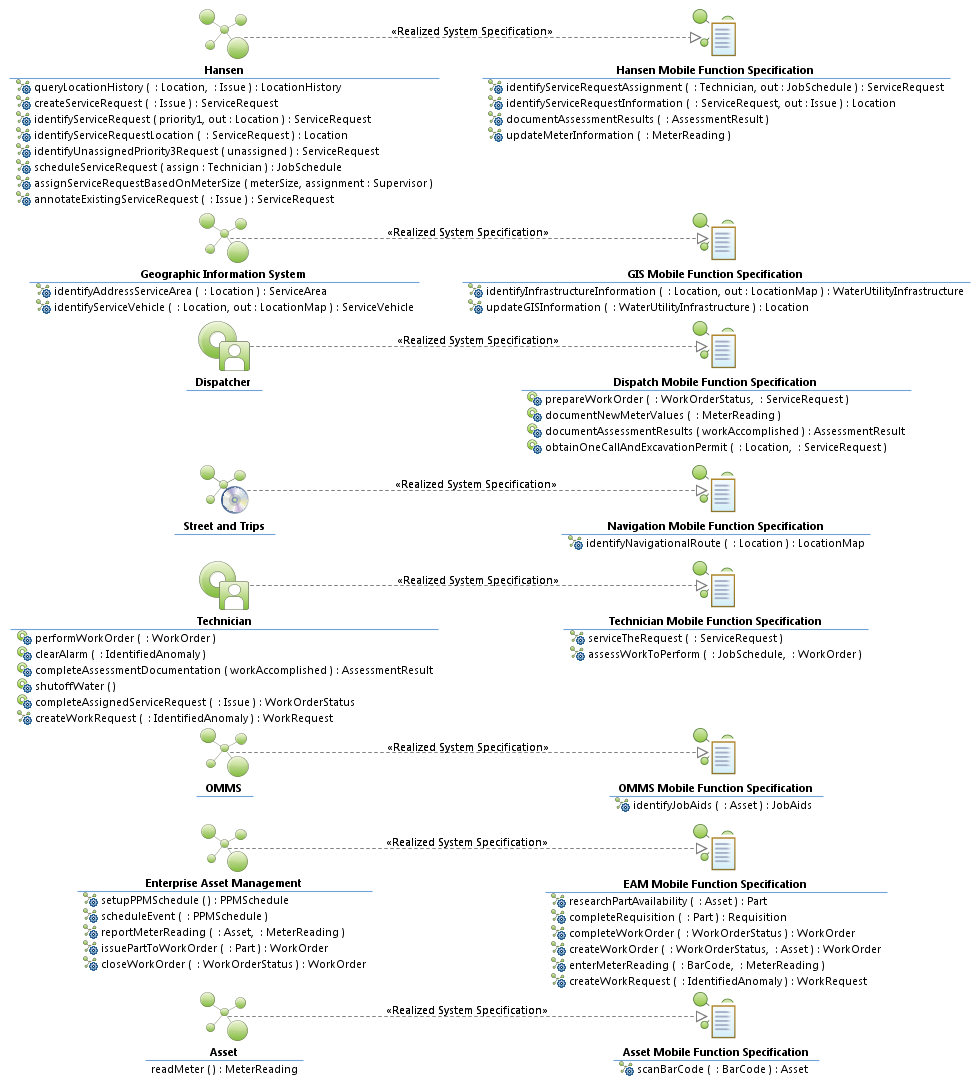 «Realized System Specification»
Hansen
queryLocationHistory ( : Location, : Issue ) : LocationHistory
createServiceRequest ( : Issue ) : ServiceRequest
identifyServiceRequest ( priority1, out : Location ) : ServiceRequest
identifyServiceRequestLocation ( : ServiceRequest ) : Location
identifyUnassignedPriority3Request ( unassigned ) : ServiceRequest
scheduleServiceRequest ( assign : Technician ) : JobSchedule
assignServiceRequestBasedOnMeterSize ( meterSize, assignment : Supervisor )
annotateExistingServiceRequest ( : Issue ) : ServiceRequest
Hansen Mobile Function Specification
identifyServiceRequestAssignment ( : Technician, out : JobSchedule ) : ServiceRequest
identifyServiceRequestInformation ( : ServiceRequest, out : Issue ) : Location
documentAssessmentResults ( : AssessmentResult )
updateMeterInformation ( : MeterReading )
«Realized System Specification»
Geographic Information System
identifyAddressServiceArea ( : Location ) : ServiceArea
identifyServiceVehicle ( : Location, out : LocationMap ) : ServiceVehicle
GIS Mobile Function Specification
identifyInfrastructureInformation ( : Location, out : LocationMap ) : WaterUtilityInfrastructure
updateGISInformation ( : WaterUtilityInfrastructure ) : Location
«Realized System Specification»
Dispatcher
Dispatch Mobile Function Specification
prepareWorkOrder ( : WorkOrderStatus, : ServiceRequest )
documentNewMeterValues ( : MeterReading )
documentAssessmentResults ( workAccomplished ) : AssessmentResult
obtainOneCallAndExcavationPermit ( : Location, : ServiceRequest )
«Realized System Specification»
Street and Trips
Navigation Mobile Function Specification
identifyNavigationalRoute ( : Location ) : LocationMap
«Realized System Specification»
Technician
performWorkOrder ( : WorkOrder )
clearAlarm ( : IdentifiedAnomaly )
completeAssessmentDocumentation ( workAccomplished ) : AssessmentResult
shutoffWater ( )
completeAssignedServiceRequest ( : Issue ) : WorkOrderStatus
createWorkRequest ( : IdentifiedAnomaly ) : WorkRequest
Technician Mobile Function Specification
serviceTheRequest ( : ServiceRequest )
assessWorkToPerform ( : JobSchedule, : WorkOrder )
«Realized System Specification»
OMMS
OMMS Mobile Function Specification
identifyJobAids ( : Asset ) : JobAids
«Realized System Specification»
Enterprise Asset Management
setupPPMSchedule ( ) : PPMSchedule
scheduleEvent ( : PPMSchedule )
reportMeterReading ( : Asset, : MeterReading )
issuePartToWorkOrder ( : Part ) : WorkOrder
closeWorkOrder ( : WorkOrderStatus ) : WorkOrder
EAM Mobile Function Specification
researchPartAvailability ( : Asset ) : Part
completeRequisition ( : Part ) : Requisition
completeWorkOrder ( : WorkOrderStatus ) : WorkOrder
createWorkOrder ( : WorkOrderStatus, : Asset ) : WorkOrder
enterMeterReading ( : BarCode, : MeterReading )
createWorkRequest ( : IdentifiedAnomaly ) : WorkRequest
«Realized System Specification»
Asset
readMeter ( ) : MeterReading
Asset Mobile Function Specification
scanBarCode ( : BarCode ) : Asset